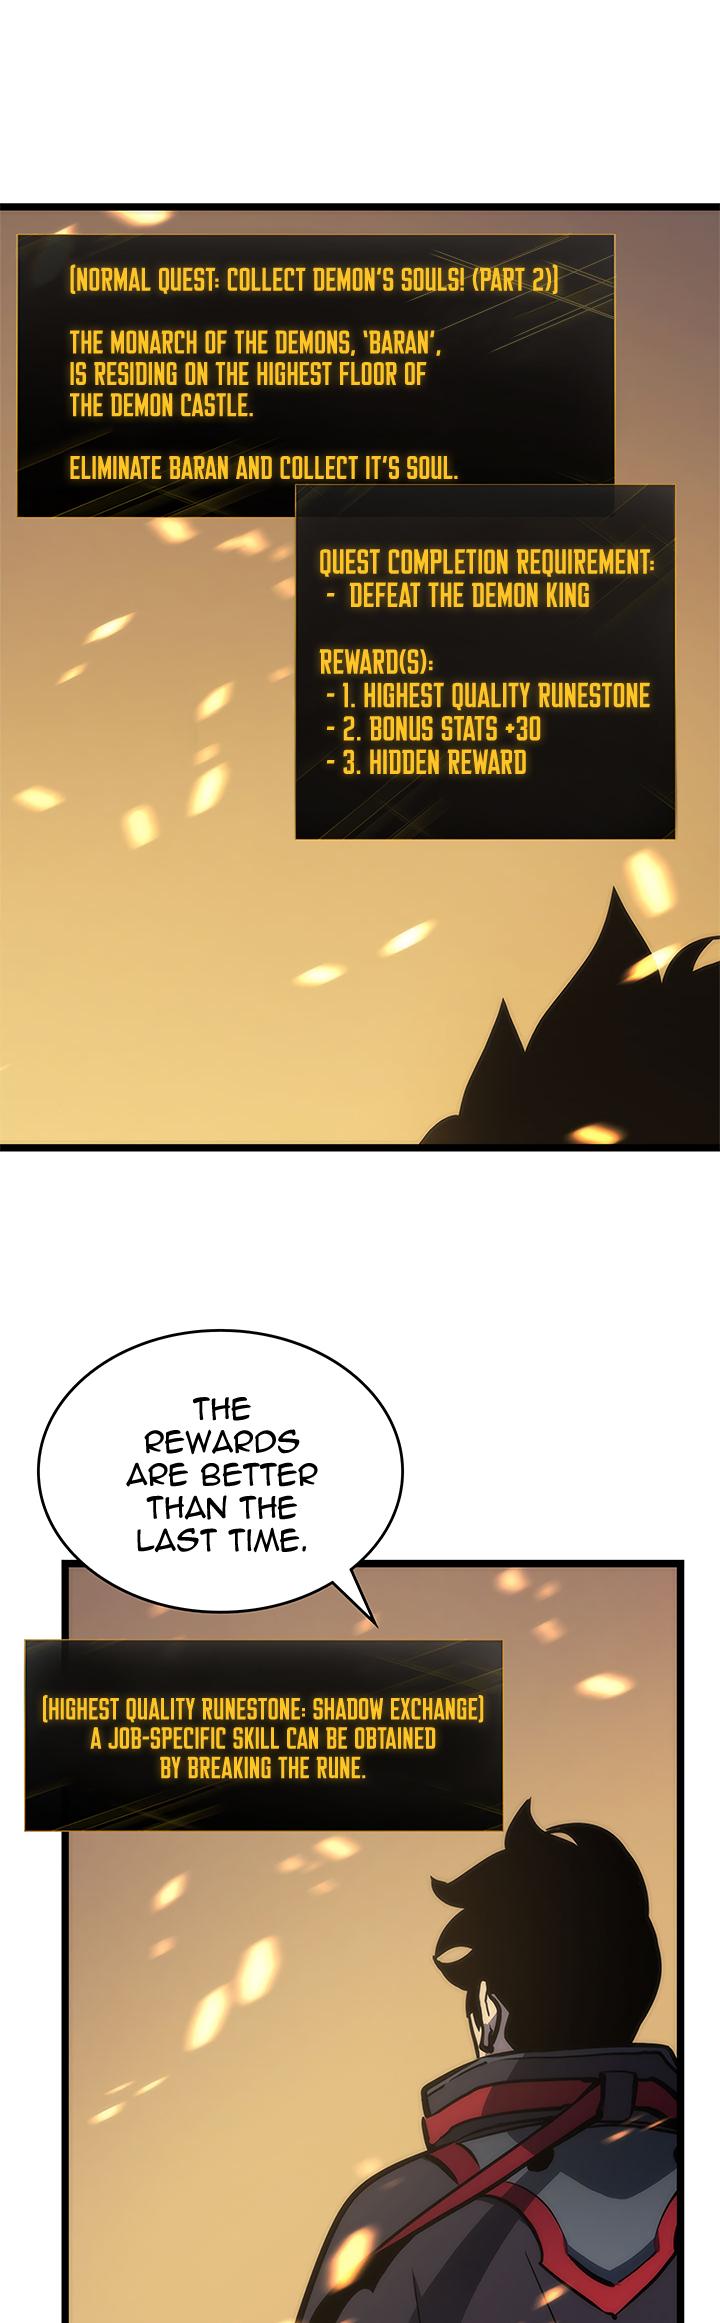 [NORMAL QUEST: COLLECT DEMON'S SOULS! (PART 2)]
THE MONARCH OF THE DEMONS, 'BARAN',
IS RESIDING ON THE HIGHEST FLOOR OF
THE DEMON CASTLE.
ELIMINATE BARAN AND COLLECT IT'S SOUL.
QUEST COMPLETION REQUIREMENT:
- DEFEAT THE DEMON KING
REWARD(S):
- 1. HIGHEST QUALITY RUNESTONE
- 2. BONUS STATS +30
- 3. HIDDEN REWARD
THE
REWARDS
ARE BETTER
THAN THE
LAST TIME.
[HIGHEST QUALITY RUNESTONE: SHADOW EXCHANGE]
A JOB-SPECIFIC SKILL CAN BE OBTAINED
BY BREAKING THE RUNE.